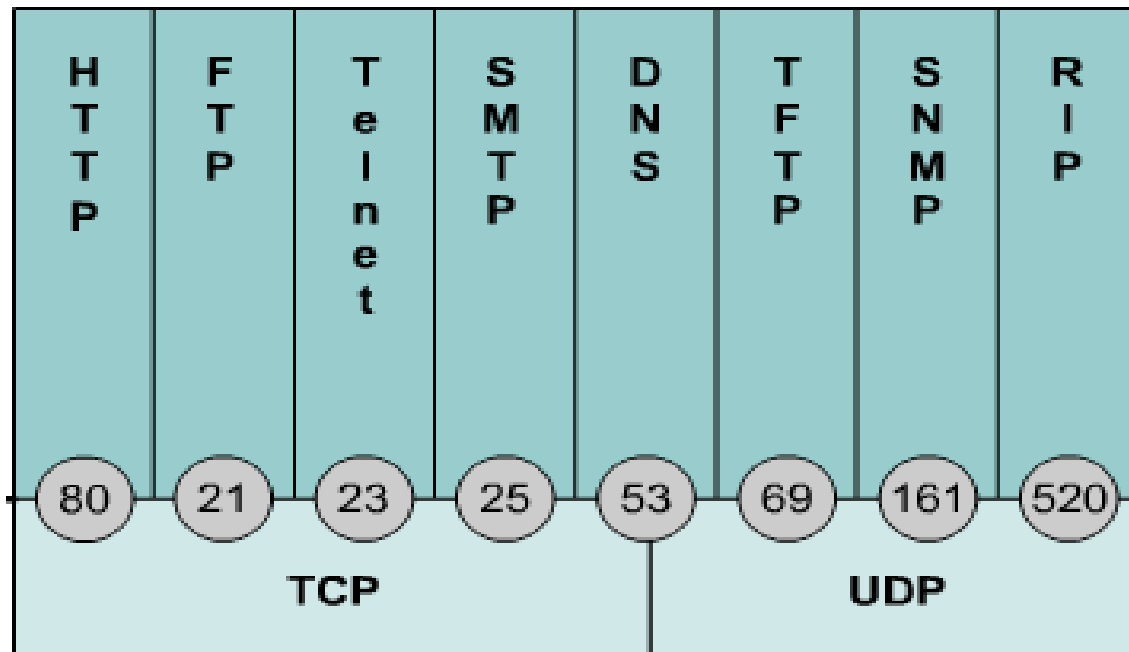 HTTP
FTP
Telnet
SMTP
DNS
TFTP
SNMP
RIP
80 21 23 25 53 69 161 520
TCP UDP